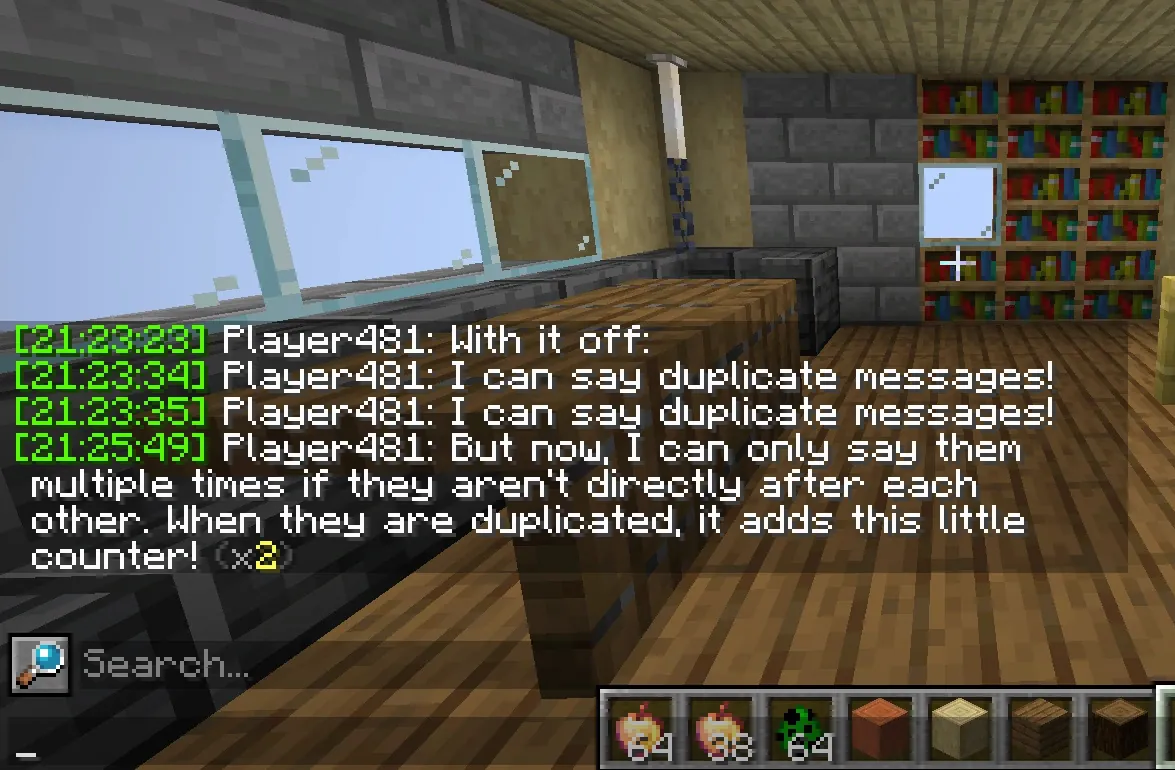 [21:23:23] Player481: With it off:
[21:23:34] Player481: I can say duplicate messages!
[21:23:35] Player481: I can say duplicate messages!
[21:25:49] Player481: But now, I can only say them
multiple times if they aren't directly after each
other. When they are duplicated, it adds this little
counter! (x2)
Search...
_
64 38 64